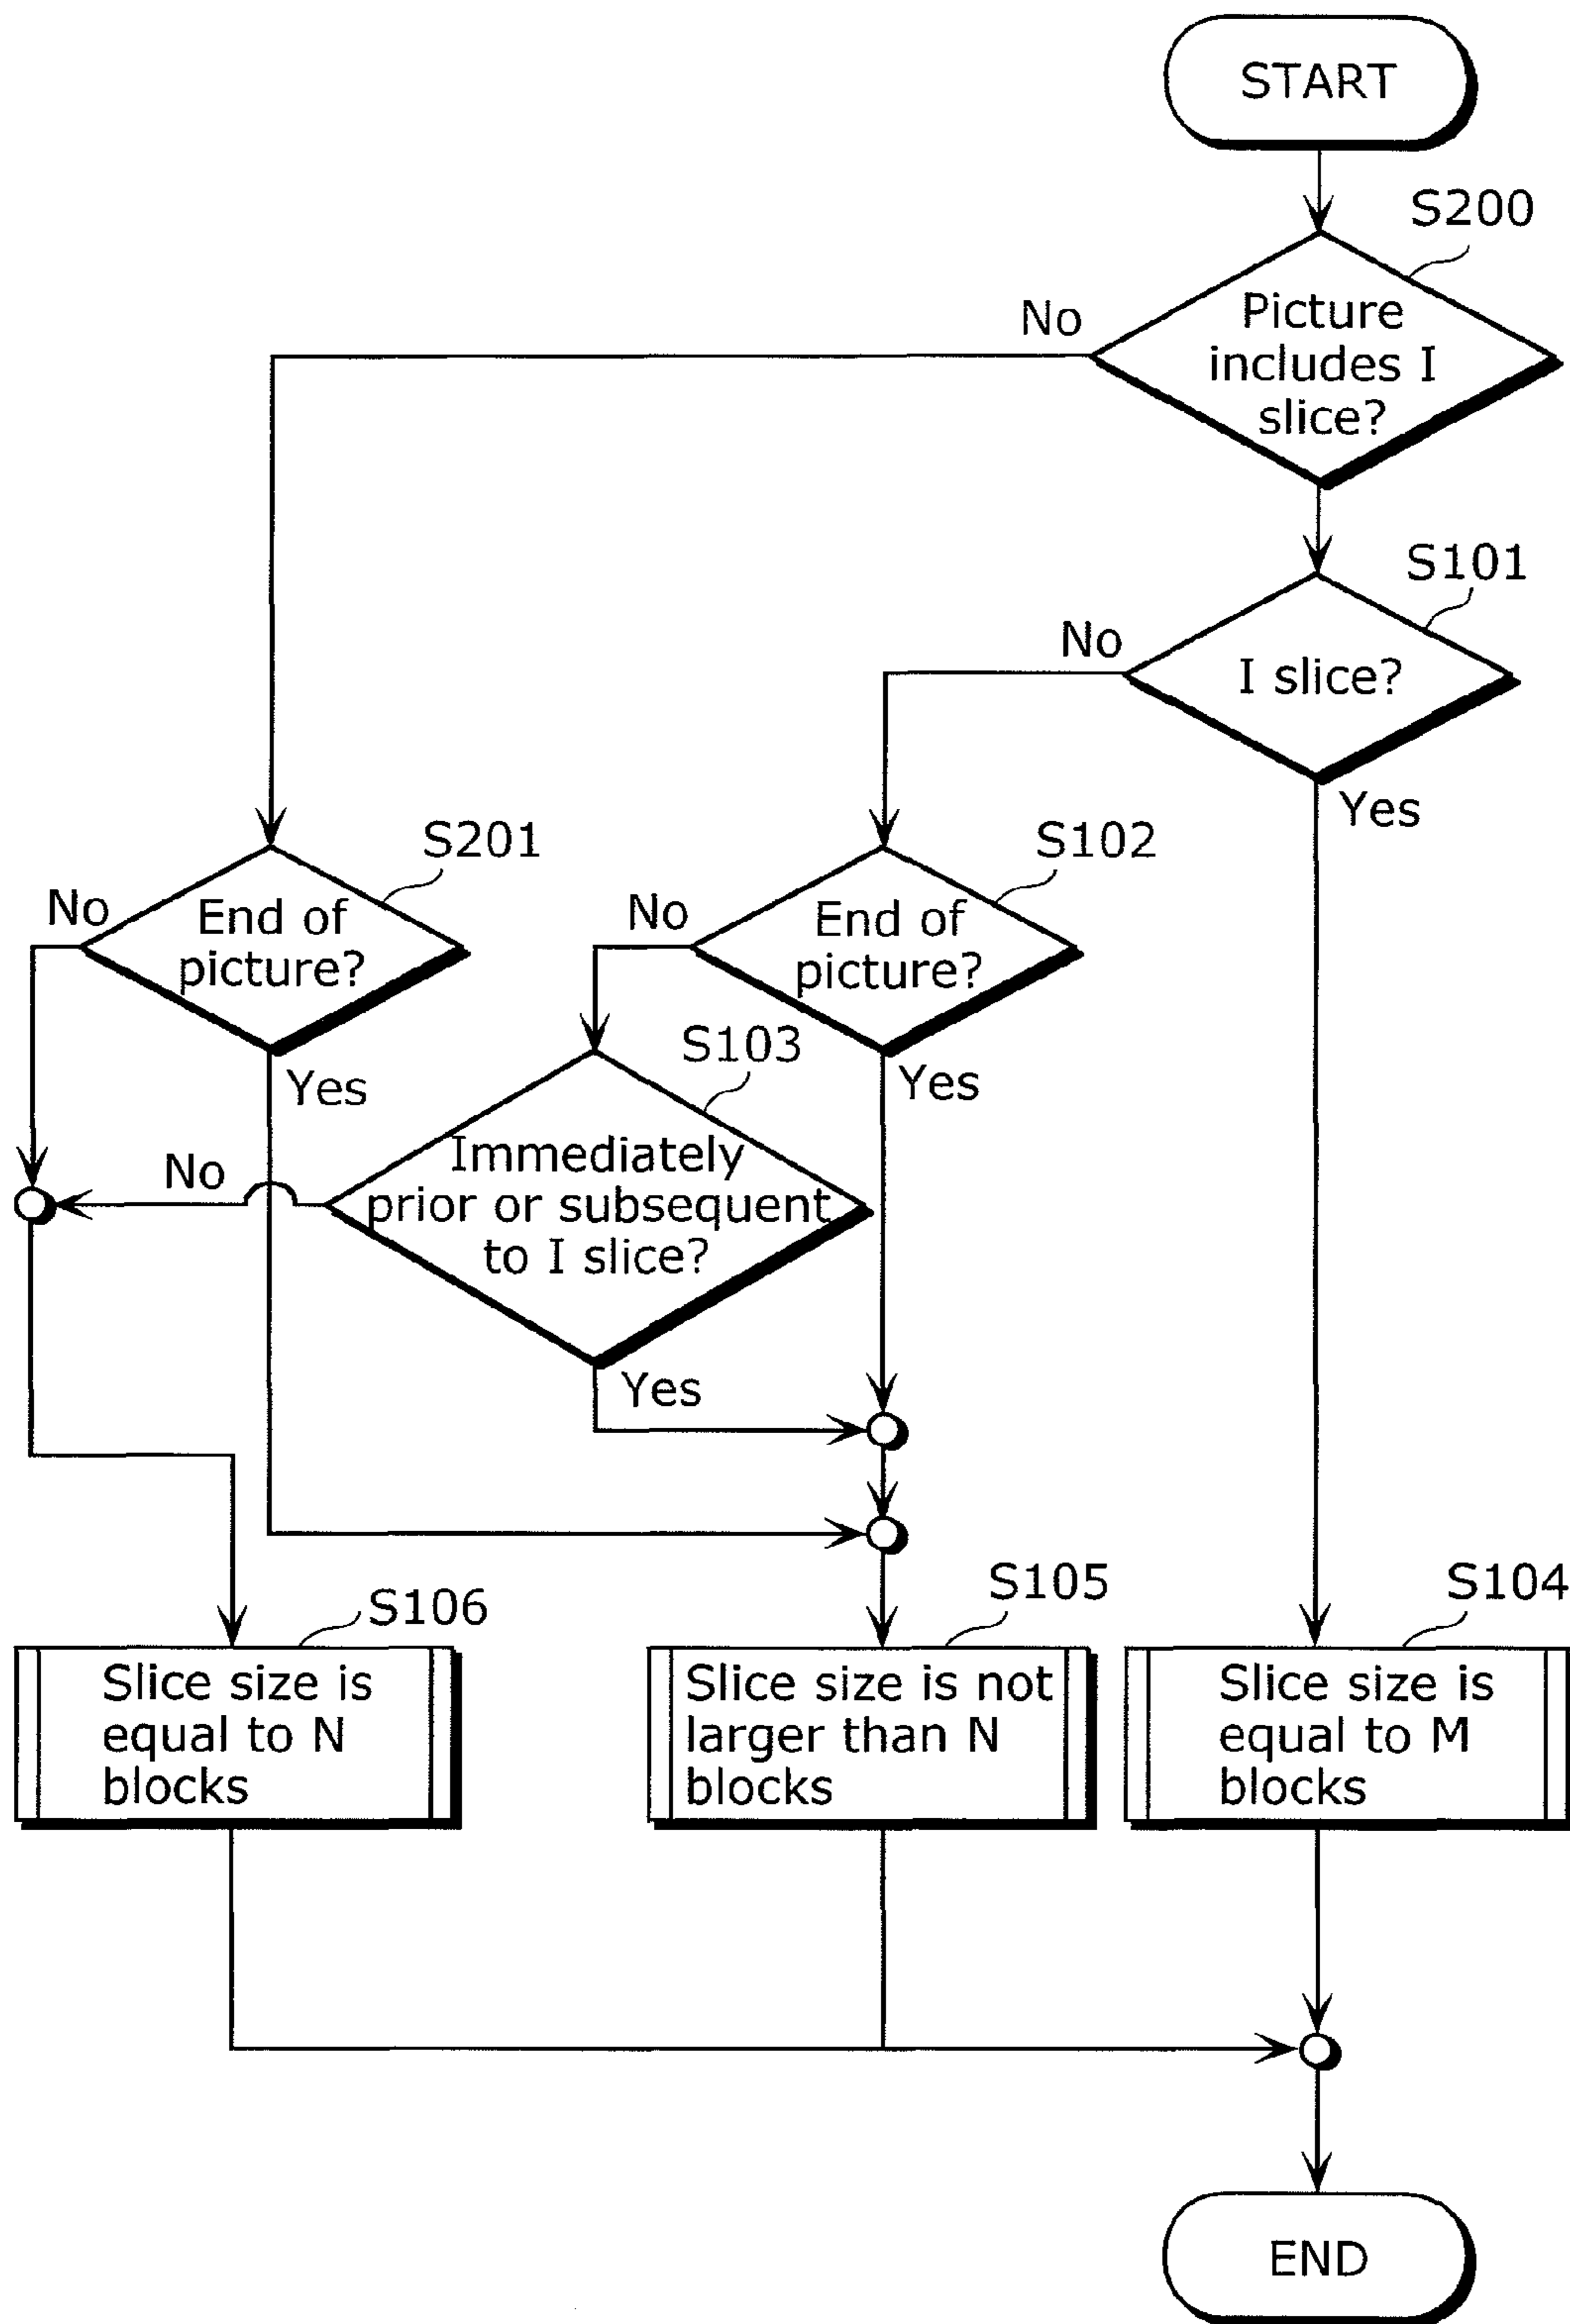 START
S200
No
Picture
includes I
slice?
S101
No
I slice?
Yes
S201
No
End of
picture?
Yes
S102
No
End of
picture?
Yes
S103
No
Immediately
prior or subsequent
to I slice?
Yes
S106
Slice size is
equal to N
blocks
S105
Slice size is not
larger than N
blocks
S104
Slice size is
equal to M
blocks
END